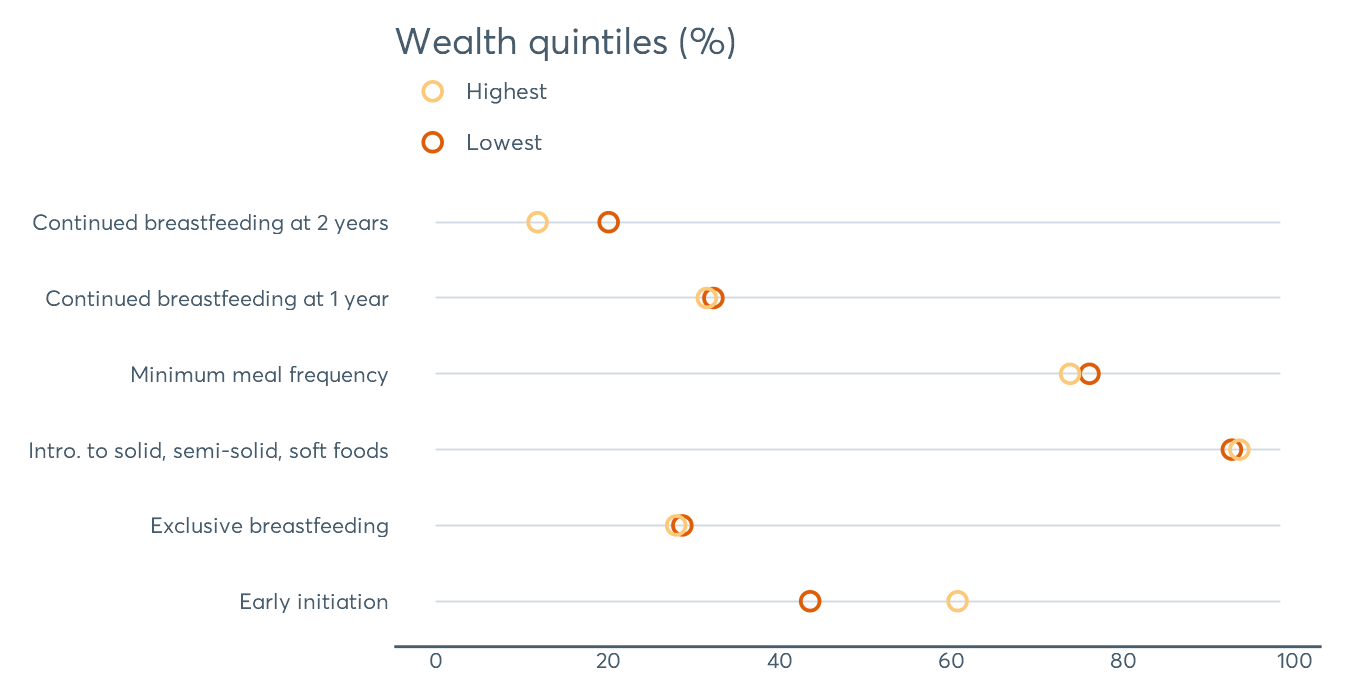 Wealth quintiles (%)
Highest
Lowest
Continued breastfeeding at 2 years
Continued breastfeeding at 1 year
Minimum meal frequency
Intro. to solid, semi-solid, soft foods
Exclusive breastfeeding
Early initiation
0 20 40 60 80 100